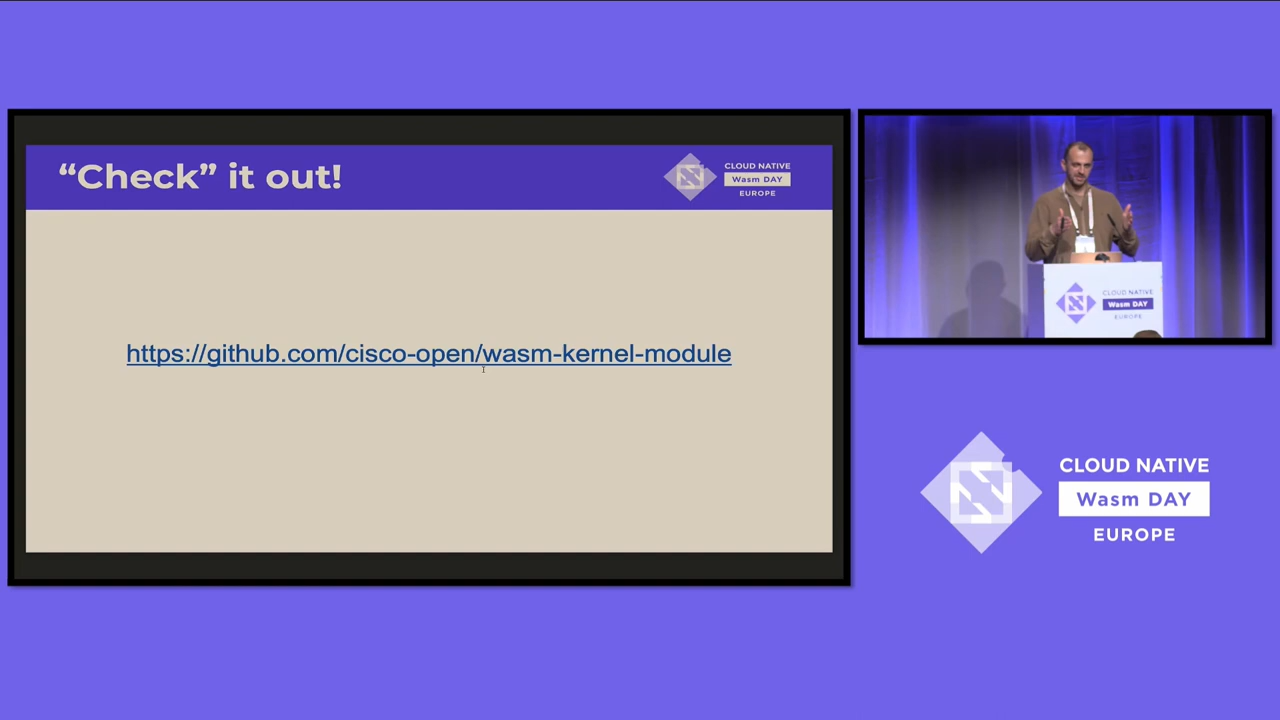 “Check” it out!
CLOUD NATIVE
Wasm DAY
EUROPE
https://github.com/cisco-open/wasm-kernel-module
CLOUD NATIVE
Wasm DAY
EUROPE
CLOUD NATIVE
Wasm DAY
EUROPE